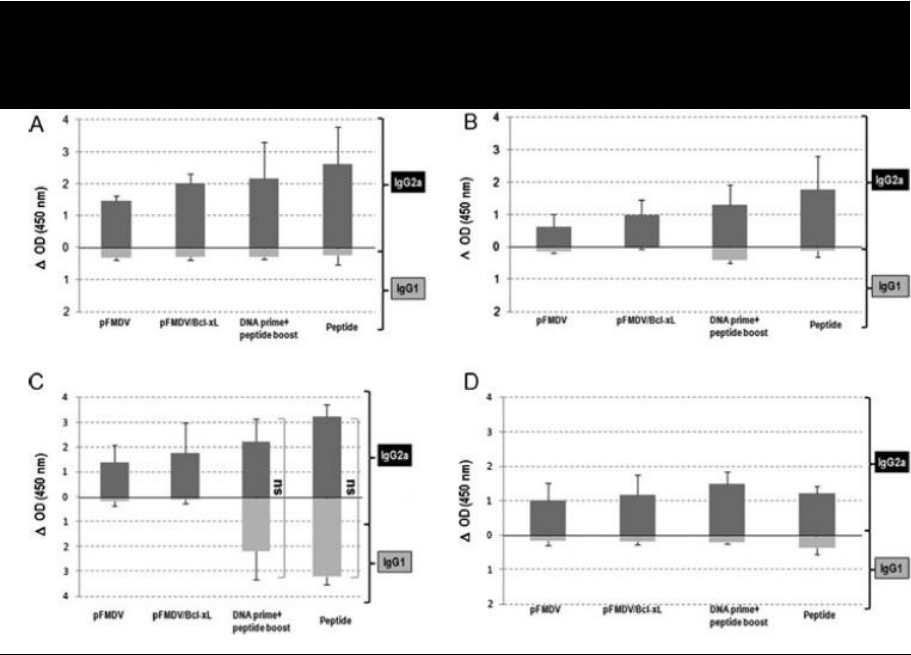 A
4
3
2
1
0
1
2
Δ OD (450 nm)
pFMDV
pFMDV/Bcl-xL
DNA prime+
peptide boost
Peptide
IgG2a
IgG1
B
4
3
2
1
0
1
2
Λ OD (450 nm)
pFMDV
pFMDV/Bcl-xL
DNA prime+
peptide boost
Peptide
IgG2a
IgG1
C
4
3
2
1
0
1
2
3
4
Δ OD (450 nm)
ns
ns
pFMDV
pFMDV/Bcl-xL
DNA prime+
peptide boost
Peptide
IgG2a
IgG1
D
4
3
2
1
0
1
2
Δ OD (450 nm)
pFMDV
pFMDV/Bcl-xL
DNA prime+
peptide boost
Peptide
IgG2a
IgG1